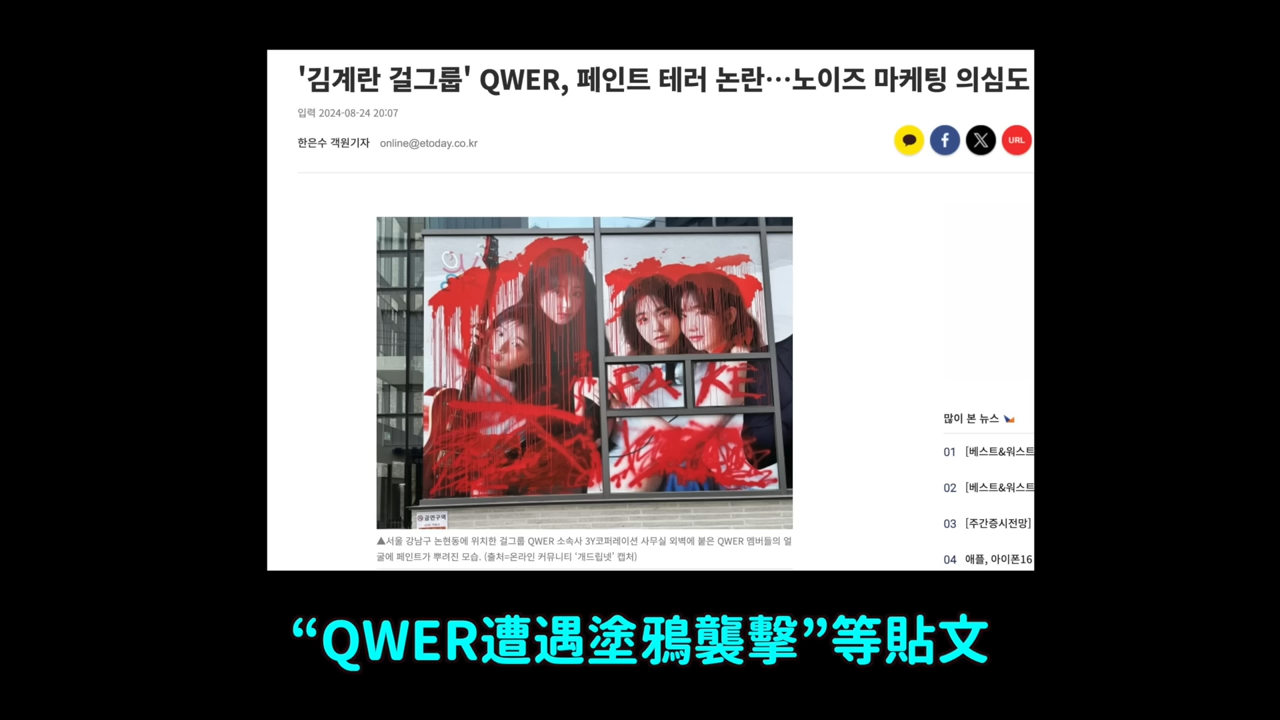 '김계란 걸그룹' QWER, 페인트 테러 논란…노이즈 마케팅 의심도
입력 2024-08-24 20:07
한은수 객원기자 online@etoday.co.kr
URL
FAKE
금연구역
▲서울 강남구 논현동에 위치한 걸그룹 QWER 소속사 3Y코퍼레이션 사무실 외벽에 붙은 QWER 멤버들의 얼
굴에 페인트가 뿌려진 모습. (출처=온라인 커뮤니티 '개드립넷' 캡처)
많이 본 뉴스
01 [베스트&워스트
02 [베스트&워스트
03 [주간증시전망]
04 애플, 아이폰16
“QWER遭遇塗鴉襲擊”等貼文